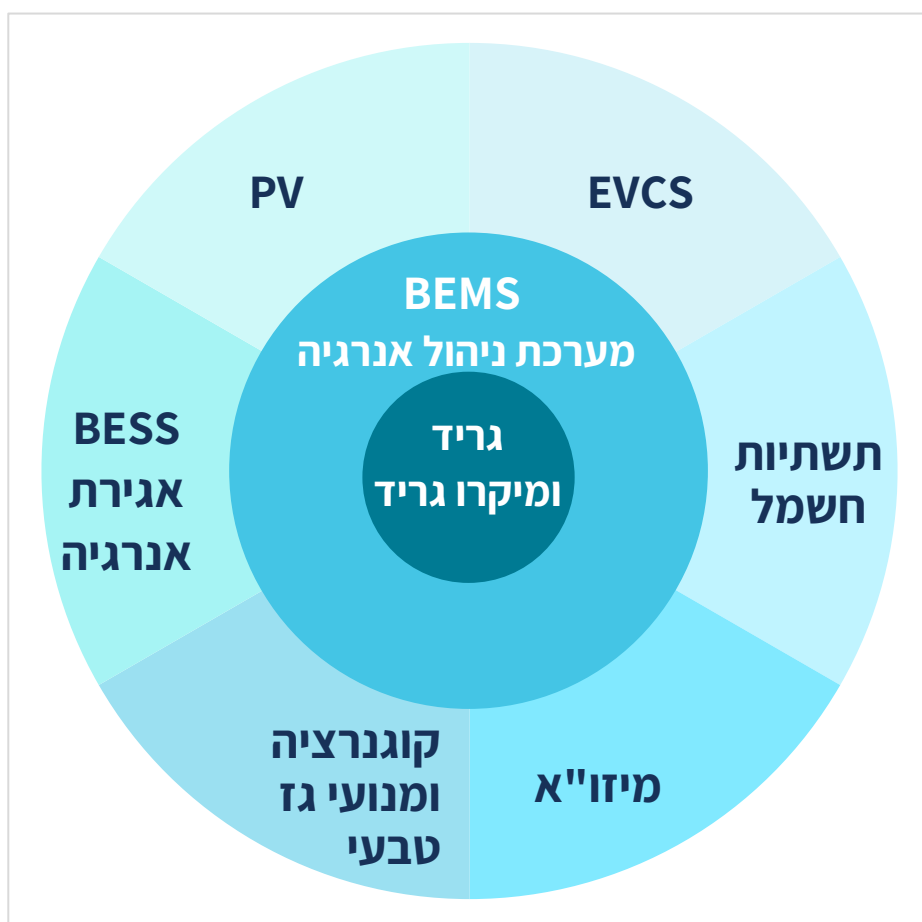 PV
EVCS
BEMS
מערכת ניהול אנרגיה
גריד
ומיקרו גריד
BESS
אגירת
אנרגיה
תשתיות
חשמל
קוגנרציה
ומנועי גז
טבעי
מיזו"א